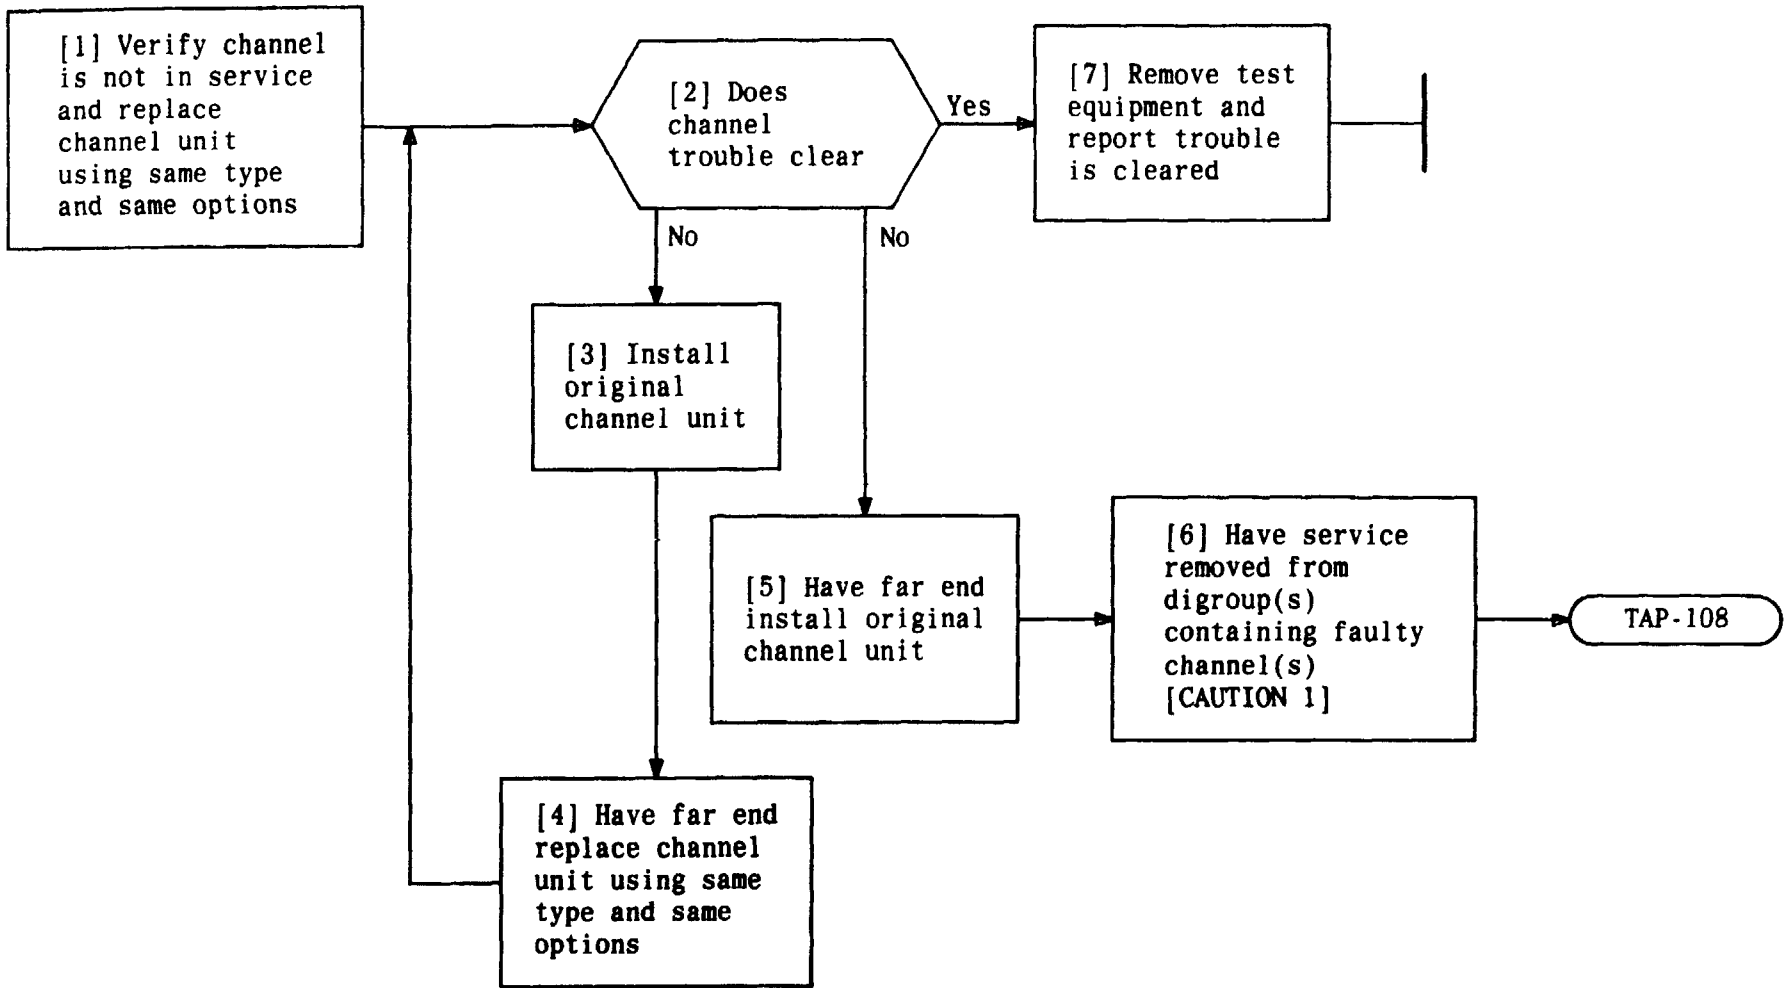 [1] Verify channel
is not in service
and replace
channel unit
using same type
and same options
[2] Does
channel
trouble clear
Yes
[7] Remove test
equipment and
report trouble
is cleared
No
No
[3] Install
original
channel unit
[4] Have far end
replace channel
unit using same
type and same
options
[5] Have far end
install original
channel unit
[6] Have service
removed from
digroup(s)
containing faulty
channel(s)
[CAUTION 1]
TAP-108